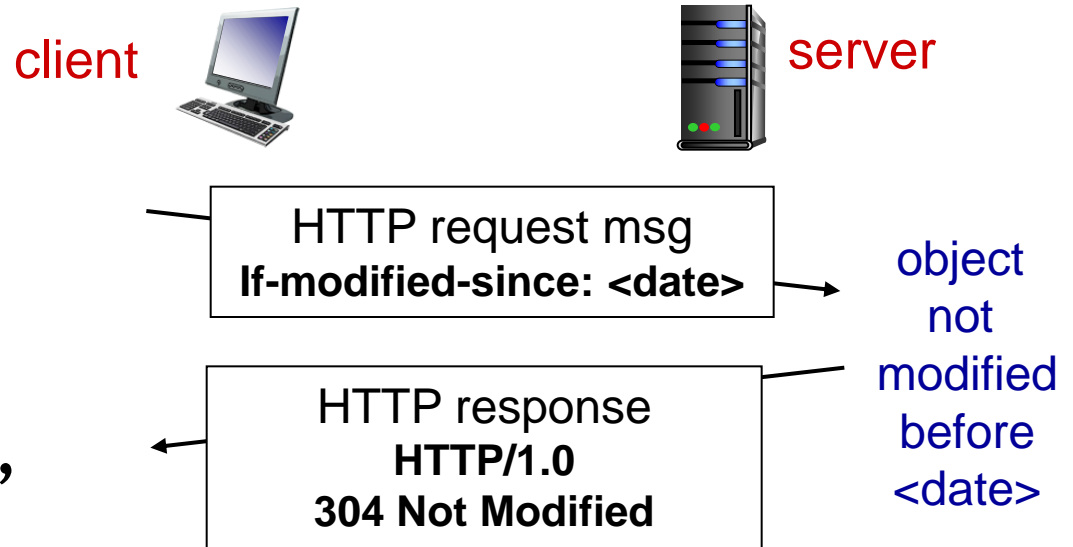 client
server
HTTP request msg
If-modified-since: <date>
object
not
modified
before
<date>
HTTP response
HTTP/1.0
304 Not Modified
,